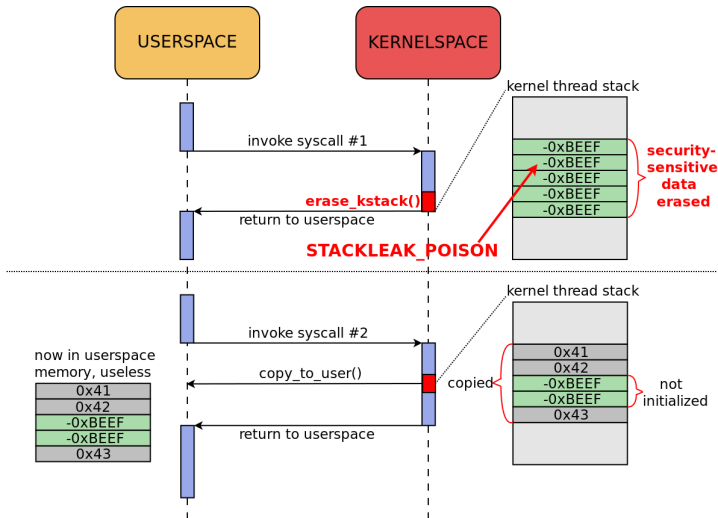 USERSPACE
KERNELSPACE
kernel thread stack
invoke syscall #1
-0xBEEF
-0xBEEF
-0xBEEF
-0xBEEF
-0xBEEF
security-
sensitive
data
erased
erase_kstack()
return to userspace
STACKLEAK_POISON
kernel thread stack
invoke syscall #2
now in userspace
memory, useless
0x41
0x42
-0xBEEF
-0xBEEF
0x43
copy_to_user()
copied
0x41
0x42
-0xBEEF
-0xBEEF
0x43
not
initialized
return to userspace